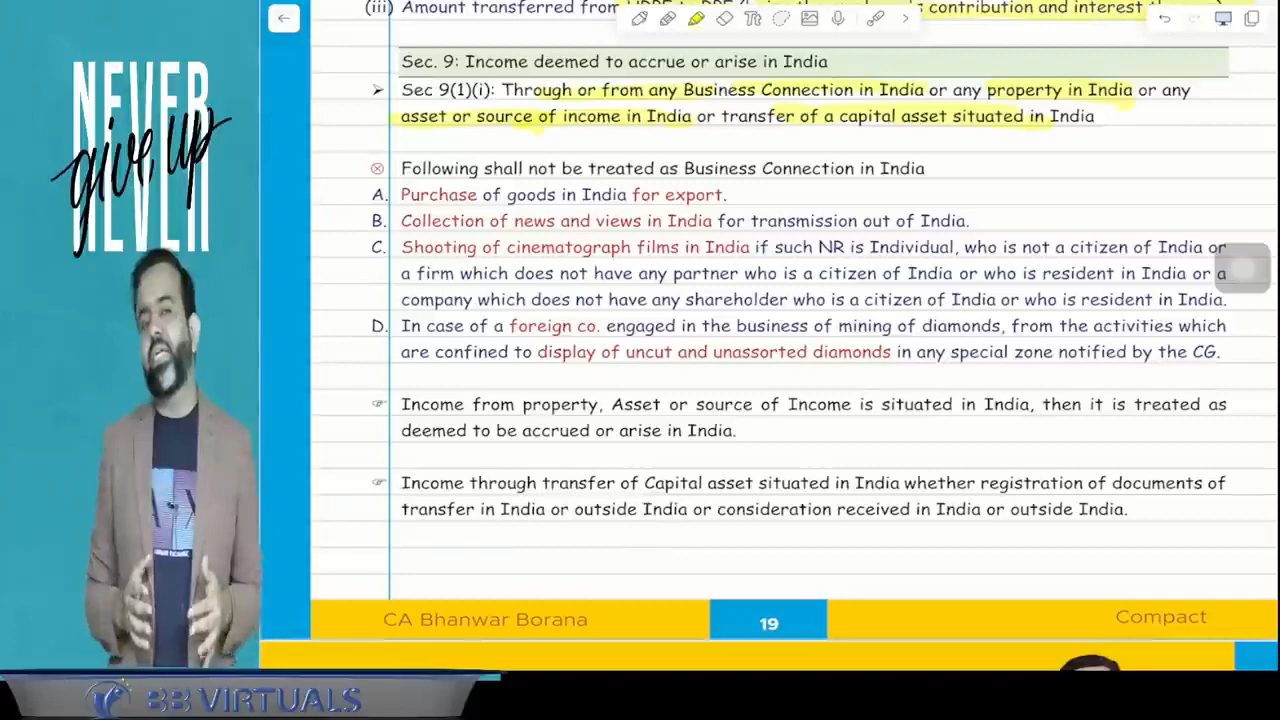 (iii) Amount transferred from
contribution and interest
Sec. 9: Income deemed to accrue or arise in India
➢ Sec 9(1)(i): Through or from any Business Connection in India or any property in India or any
asset or source of income in India or transfer of a capital asset situated in India
Following shall not be treated as Business Connection in India
A. Purchase of goods in India for export.
B. Collection of news and views in India for transmission out of India.
C. Shooting of cinematograph films in India if such NR is Individual, who is not a citizen of India or
a firm which does not have any partner who is a citizen of India or who is resident in India or a
company which does not have any shareholder who is a citizen of India or who is resident in India.
D. In case of a foreign co. engaged in the business of mining of diamonds, from the activities which
are confined to display of uncut and unassorted diamonds in any special zone notified by the CG.
Income from property, Asset or source of Income is situated in India, then it is treated as
deemed to be accrued or arise in India.
Income through transfer of Capital asset situated in India whether registration of documents of
transfer in India or outside India or consideration received in India or outside India.
CA Bhanwar Borana
19
Compact
NEVER
give up
NEVER
BB VIRTUALS